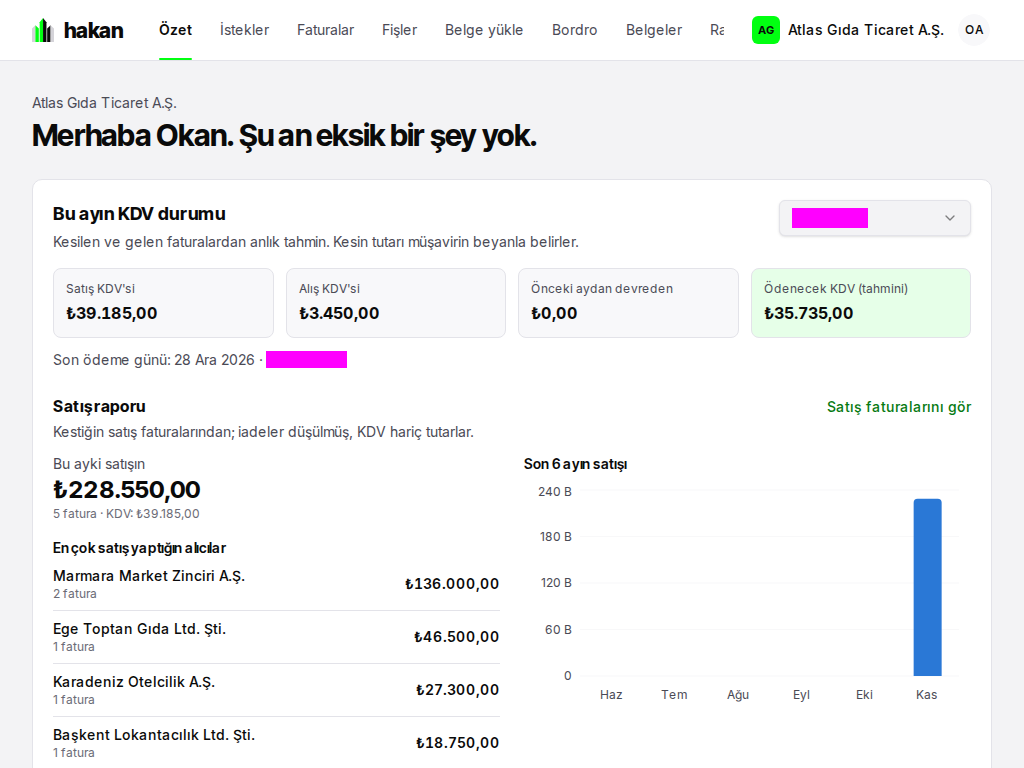 hakan
Özet
İstekler
Faturalar
Fişler
Belge yükle
Bordro
Belgeler
AG
Atlas Gıda Ticaret A.Ş.
OA
Atlas Gıda Ticaret A.Ş.
Merhaba Okan. Şu an eksik bir şey yok.
Bu ayın KDV durumu
Kesilen ve gelen faturalardan anlık tahmin. Kesin tutarı müşavirin beyanla belirler.
Satış KDV'si
₺39.185,00
Alış KDV'si
₺3.450,00
Önceki aydan devreden
₺0,00
Ödenecek KDV (tahmini)
₺35.735,00
Son ödeme günü: 28 Ara 2026 ·
Satış raporu
Satış faturalarını gör
Kestiğin satış faturalarından; iadeler düşülmüş, KDV hariç tutarlar.
Bu ayki satışın
₺228.550,00
5 fatura · KDV: ₺39.185,00
En çok satış yaptığın alıcılar
Marmara Market Zinciri A.Ş.
2 fatura
₺136.000,00
Ege Toptan Gıda Ltd. Şti.
1 fatura
₺46.500,00
Karadeniz Otelcilik A.Ş.
1 fatura
₺27.300,00
Başkent Lokantacılık Ltd. Şti.
1 fatura
₺18.750,00
Son 6 ayın satışı
240 B
180 B
120 B
60 B
0
Haz Tem Ağu Eyl Eki Kas